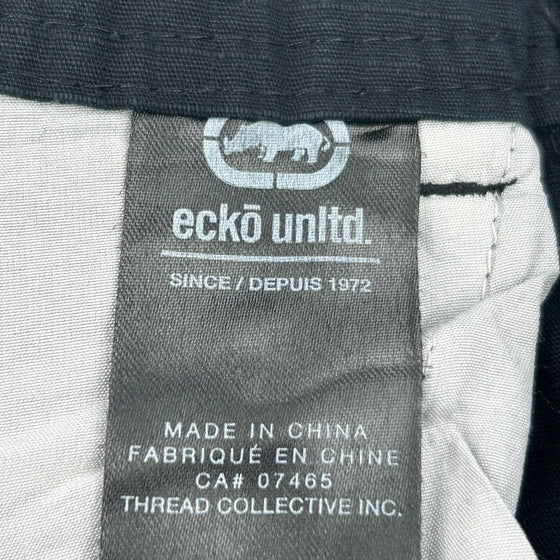 eckō unltd.
SINCE / DEPUIS 1972
MADE IN CHINA
FABRIQUÉ EN CHINE
CA# 07465
THREAD COLLECTIVE INC.